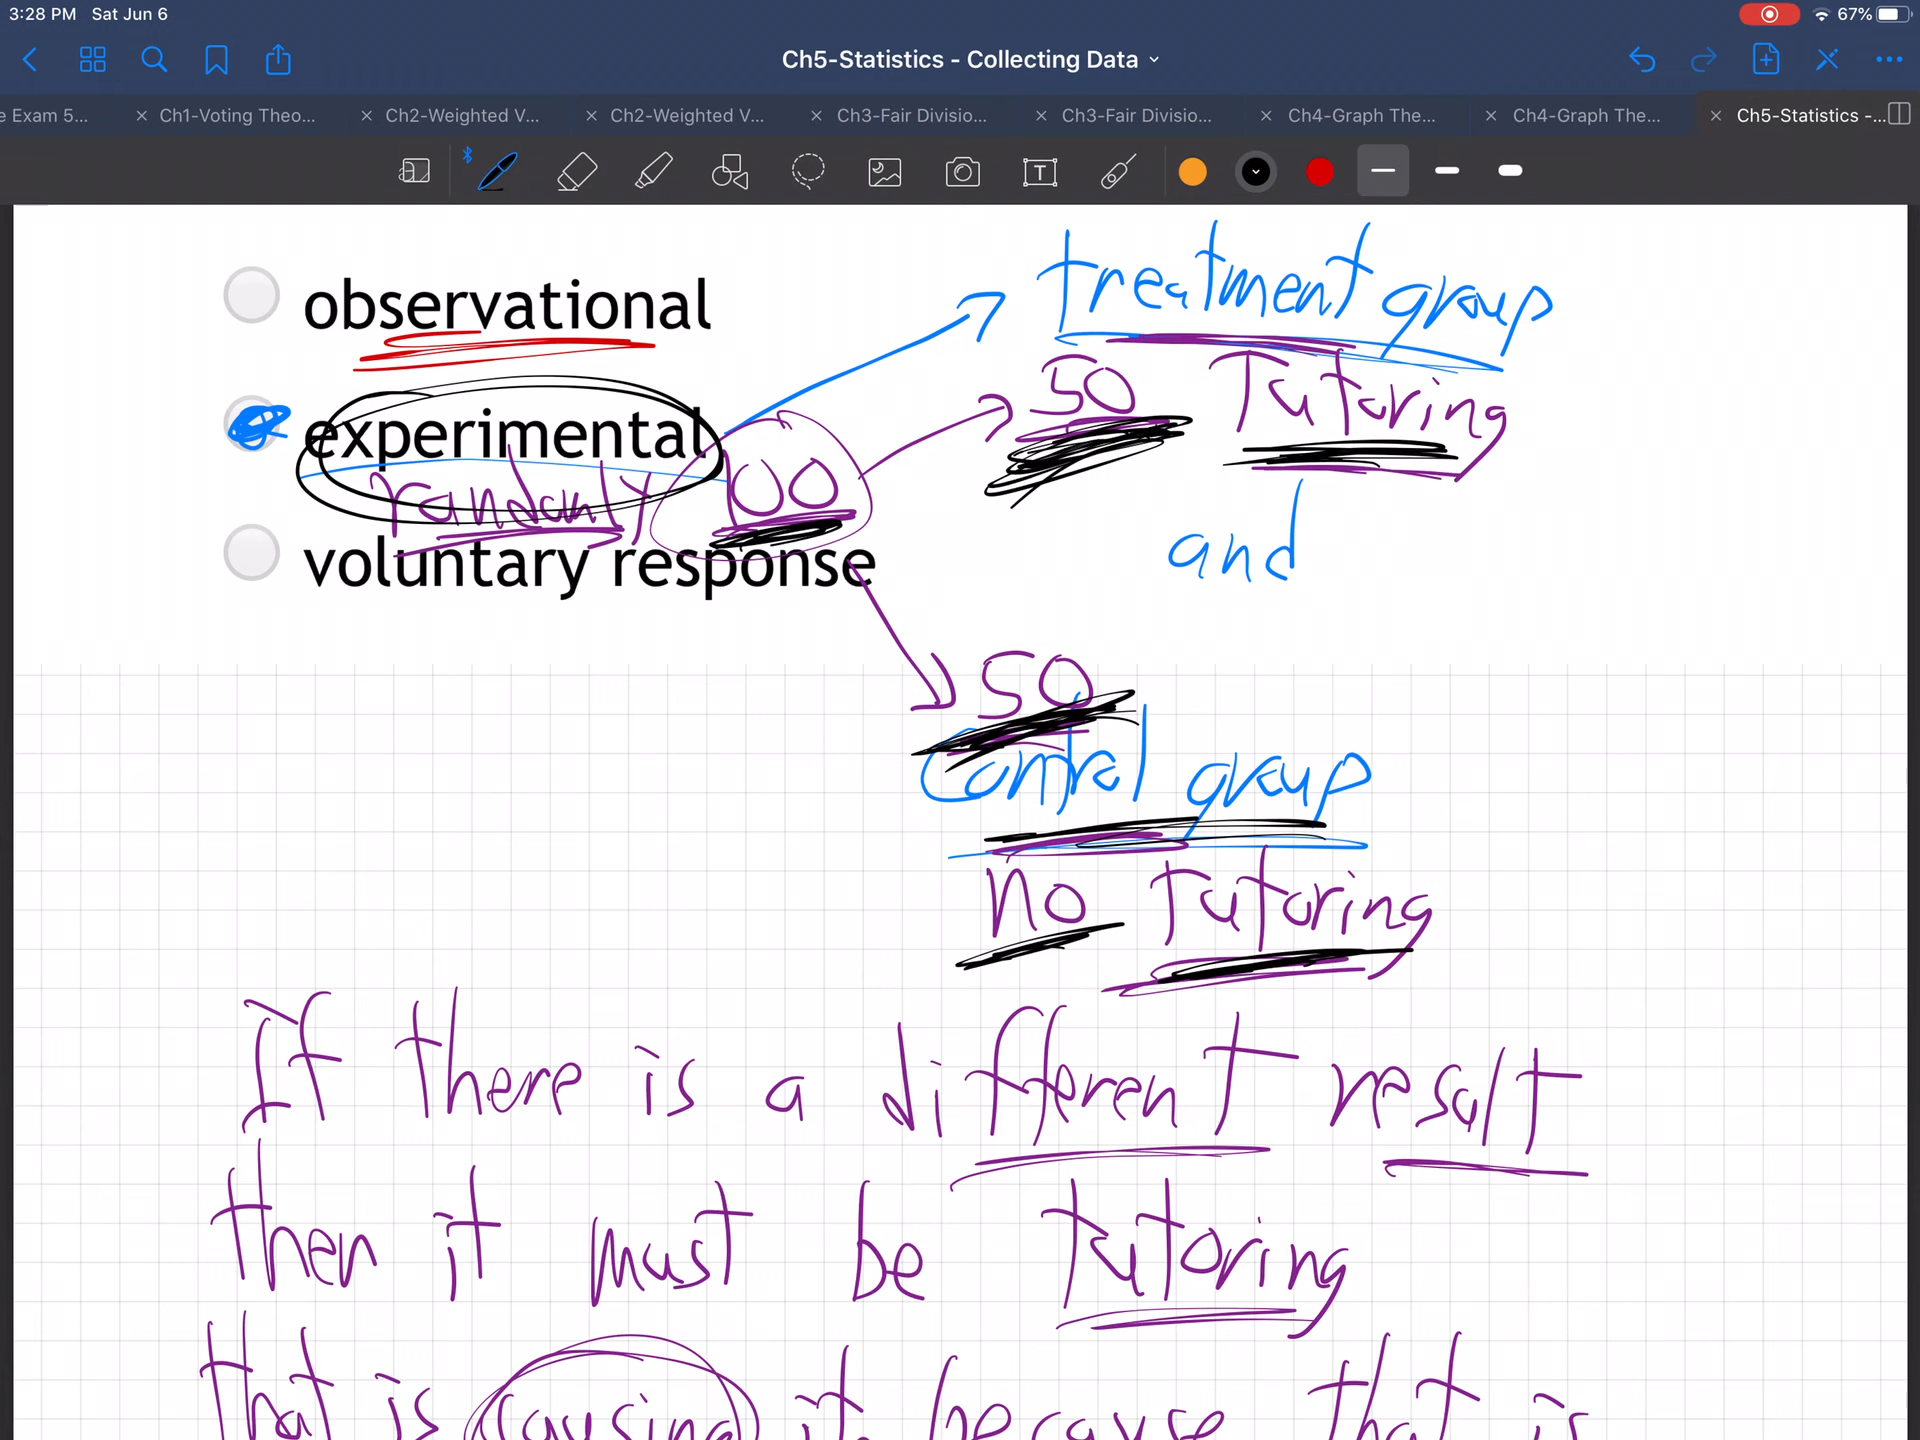 3:28 PM Sat Jun 6
67%
Ch5-Statistics - Collecting Data
e Exam 5...
Ch1-Voting Theo...
Ch2-Weighted V...
Ch2-Weighted V...
Ch3-Fair Divisio...
Ch3-Fair Divisio...
Ch4-Graph The...
Ch4-Graph The...
Ch5-Statistics -...
T
observational
treatment group
experimental
50 Tutoring
randomly 100
and
voluntary response
50
Control group
no tutoring
If there is a different result
then it must be tutoring
that is causing it because that is